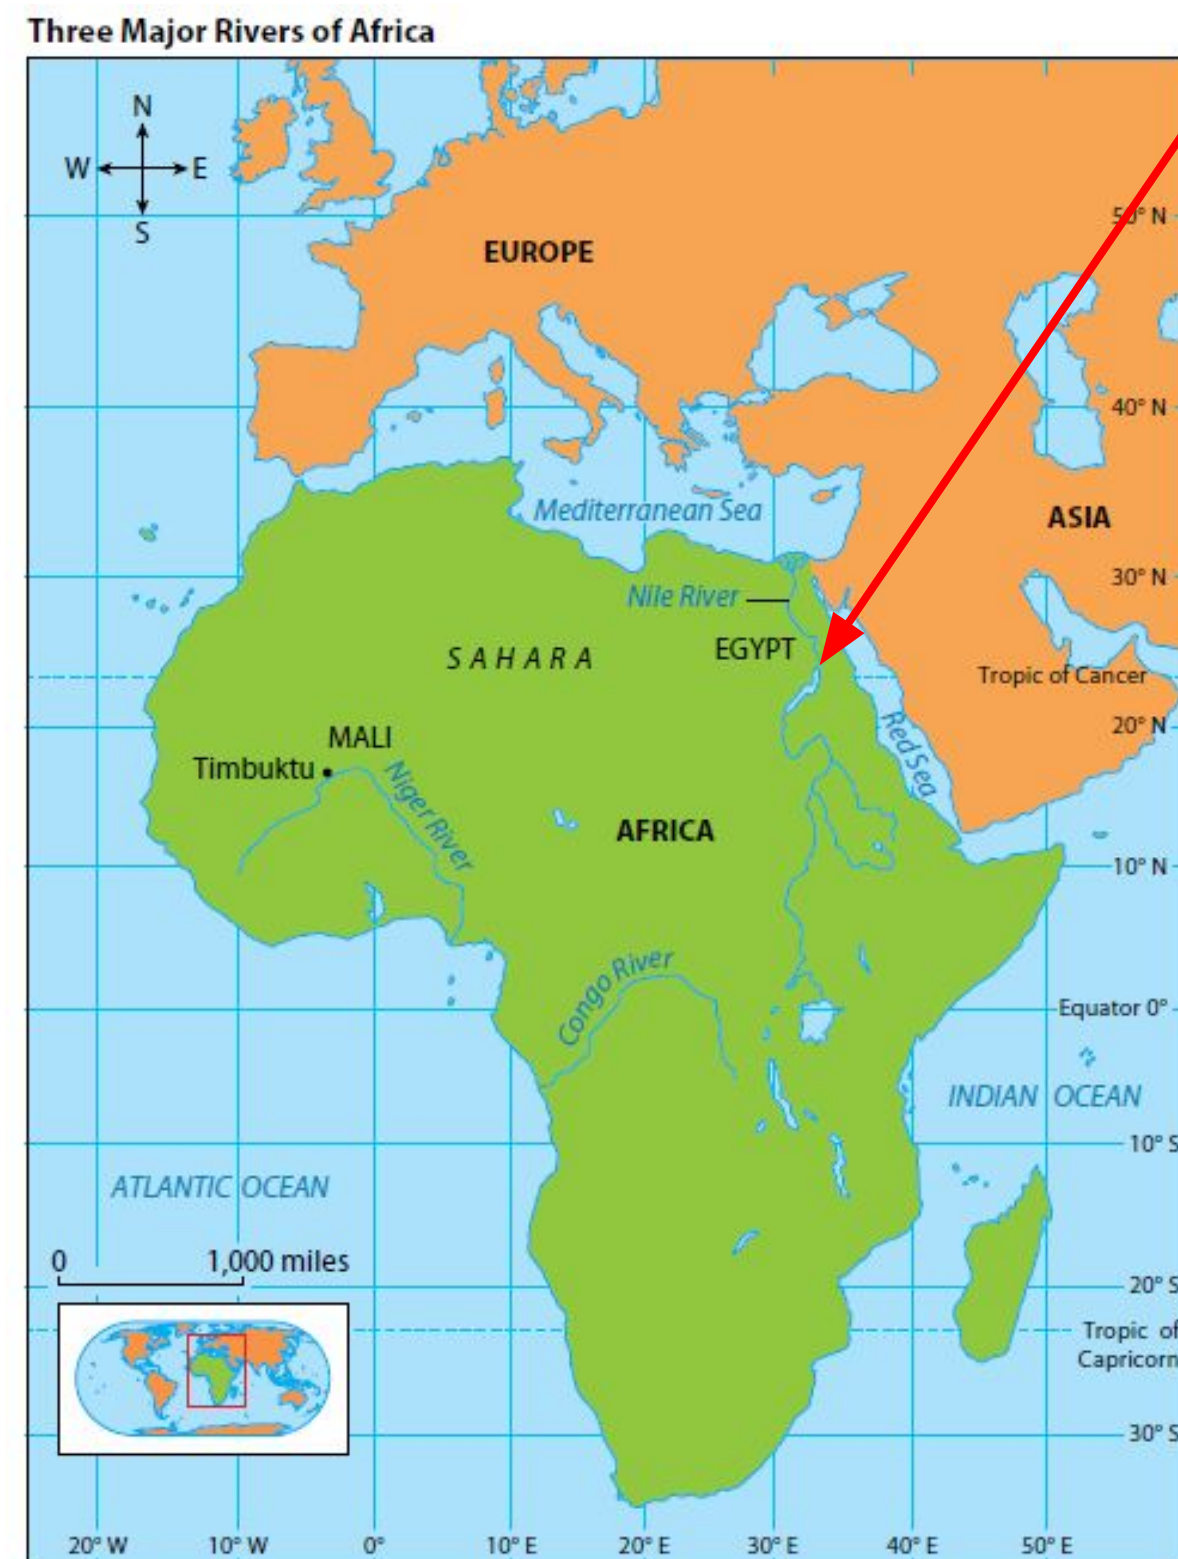 Three Major Rivers of Africa
N
W E
S
50° N
EUROPE
40° N
Mediterranean Sea
ASIA
30° N
Nile River
EGYPT
SAHARA
Tropic of Cancer
20° N
Red Sea
MALI
Timbuktu
Niger River
AFRICA
10° N
Congo River
Equator 0°
INDIAN OCEAN
10° S
ATLANTIC OCEAN
0 1,000 miles
20° S
Tropic of
Capricorn
30° S
20° W 10° W 0° 10° E 20° E 30° E 40° E 50° E